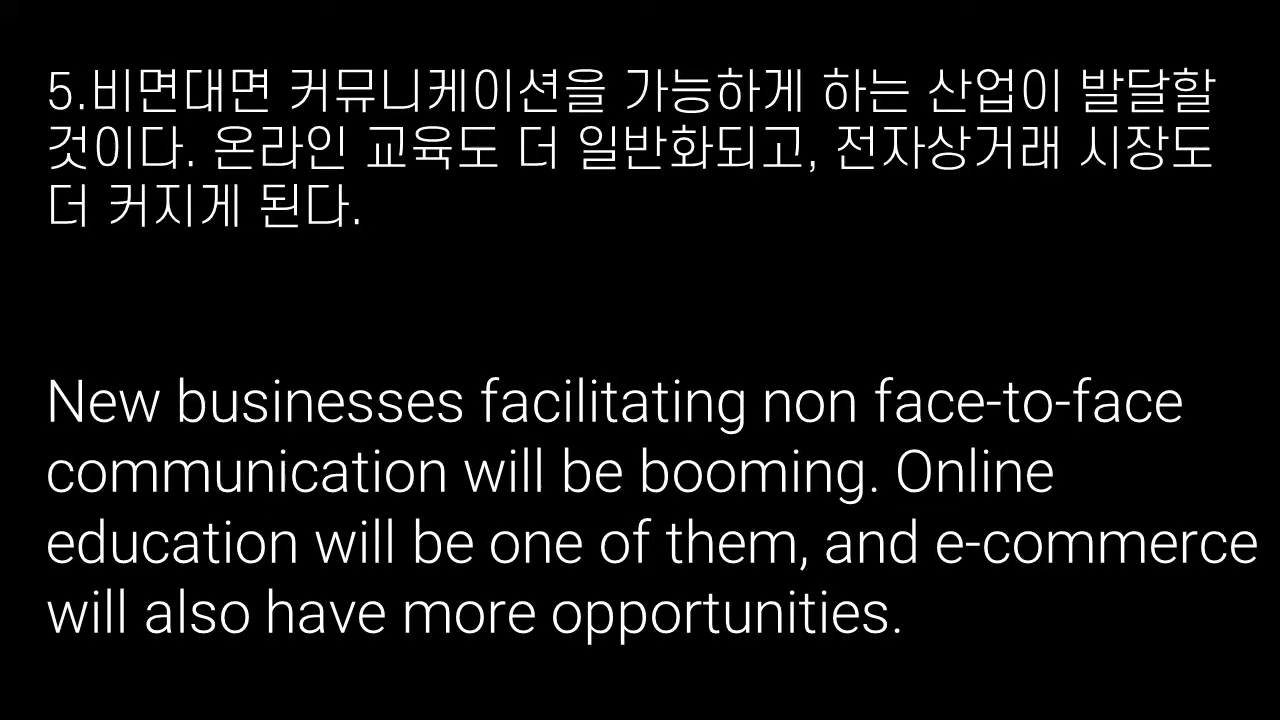 5.비면대면 커뮤니케이션을 가능하게 하는 산업이 발달할
것이다. 온라인 교육도 더 일반화되고, 전자상거래 시장도
더 커지게 된다.
New businesses facilitating non face-to-face
communication will be booming. Online
education will be one of them, and e-commerce
will also have more opportunities.